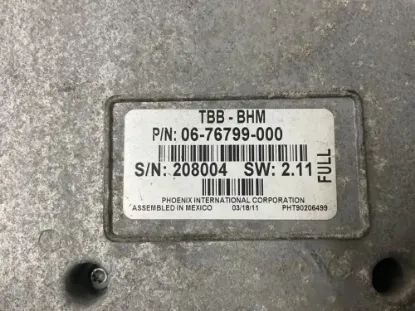 TBB - BHM
P/N: 06-76799-000
S/N: 208004 SW: 2.11
FULL
PHOENIX INTERNATIONAL CORPORATION
ASSEMBLED IN MEXICO 03/18/11 PHT90206499